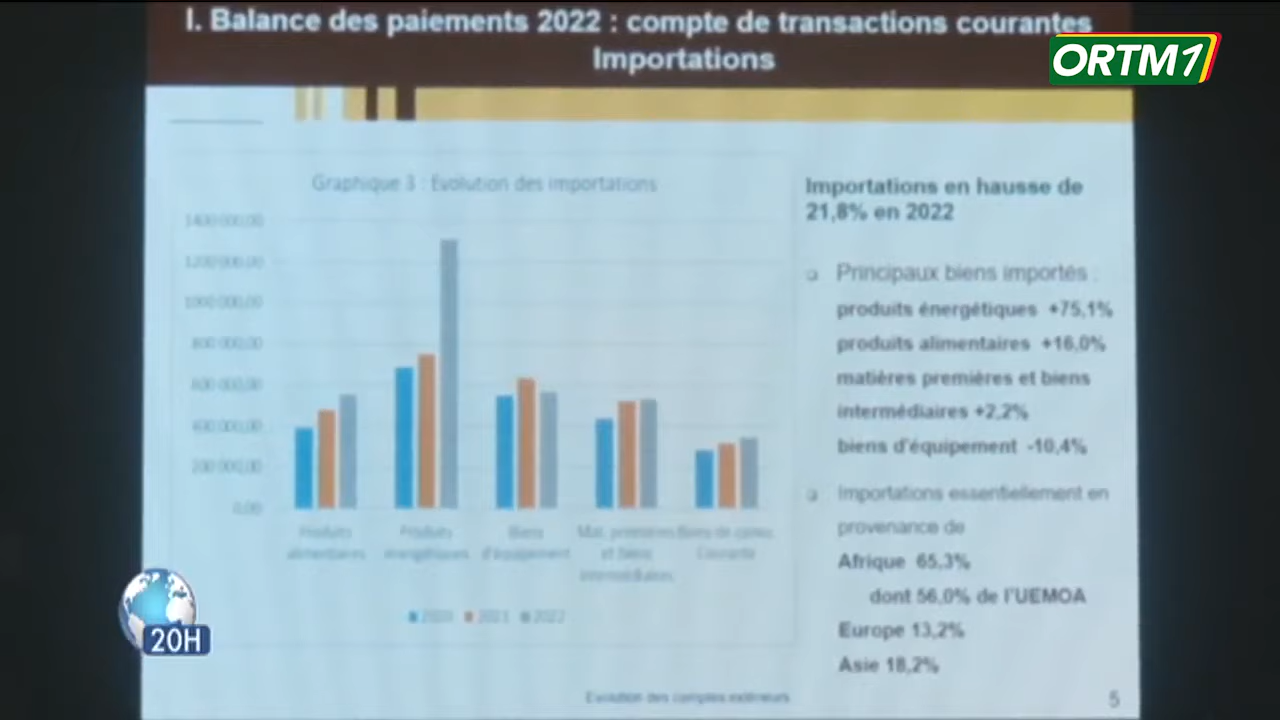 I. Balance des paiements 2022 : compte de transactions courantes
Importations
ORTM1
Graphique 3 : Evolution des importations
1400 000,00
1200 000,00
1000 000,00
800 000,00
600 000,00
400 000,00
200 000,00
0,00
Produits alimentaires
Produits énergétiques
Biens d'équipement
Mat. premières et biens intermédiaires
Biens de conso. Courante
2020 2021 2022
Importations en hausse de
21,8% en 2022
Principaux biens importés :
produits énergétiques +75,1%
produits alimentaires +16,0%
matières premières et biens
intermédiaires +2,2%
biens d'équipement -10,4%
Importations essentiellement en
provenance de
Afrique 65,3%
dont 56,0% de l'UEMOA
Europe 13,2%
Asie 18,2%
Evolution des comptes extérieurs
5
20H